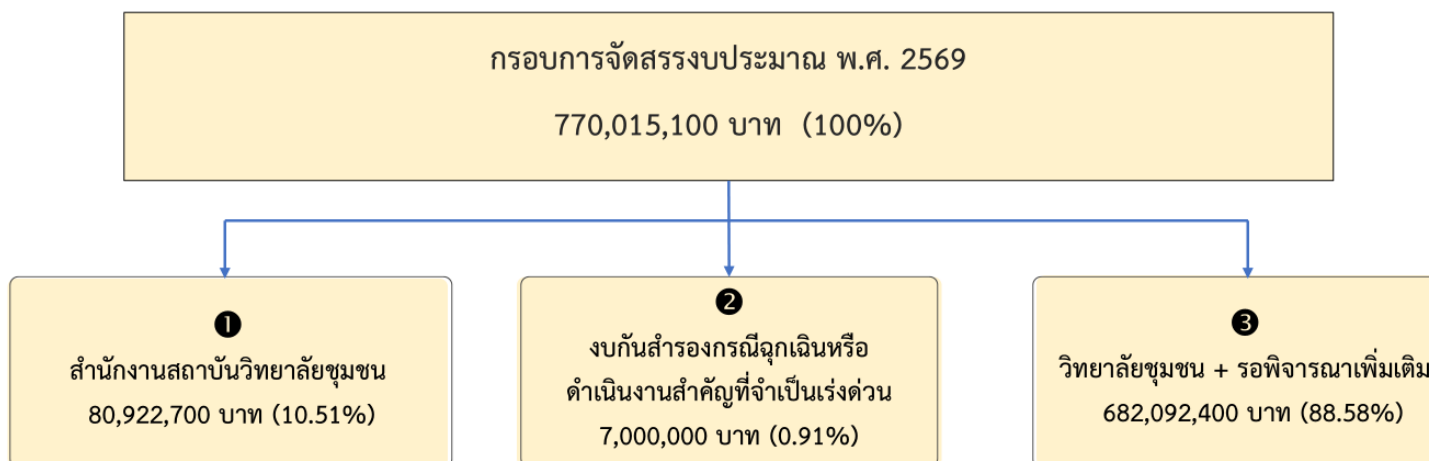 กรอบการจัดสรรงบประมาณ พ.ศ. 2569
770,015,100 บาท (100%)
❶
สำนักงานสถาบันวิทยาลัยชุมชน
80,922,700 บาท (10.51%)
❷
งบกันสำรองกรณีฉุกเฉินหรือ
ดำเนินงานสำคัญที่จำเป็นเร่งด่วน
7,000,000 บาท (0.91%)
❸
วิทยาลัยชุมชน + รอพิจารณาเพิ่มเติม
682,092,400 บาท (88.58%)